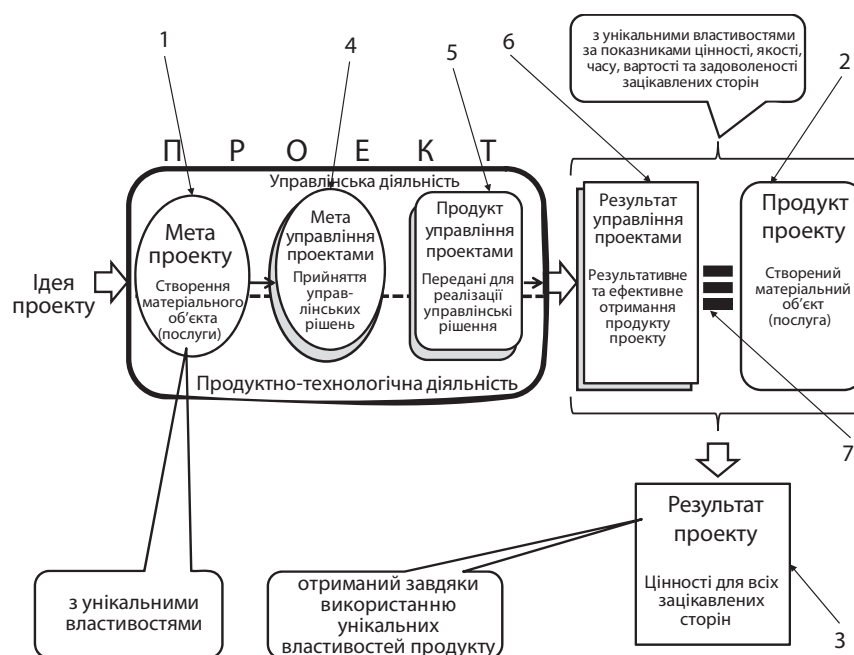 з унікальними властивостями
за показниками цінності, якості,
часу, вартості та задоволеності
зацікавлених сторін
1
4
5
6
2
П Р О Е К Т
Управлінська діяльність
Ідея
проекту
Мета
проекту
Створення
матеріального
об’єкта
(послуги)
Мета
управління
проектами
Прийняття
управ-
лінських
рішень
Продукт
управління
проектами
Передані для
реалізації
управлінські
рішення
Результат
управління
проектами
Результативне
та ефективне
отримання
продукту
проекту
Продукт
проекту
Створений
матеріальний
об’єкт
(послуга)
Продуктно-технологічна діяльність
7
Результат
проекту
Цінності для всіх
зацікавлених
сторін
3
з унікальними
властивостями
отриманий завдяки
використанню
унікальних
властивостей продукту